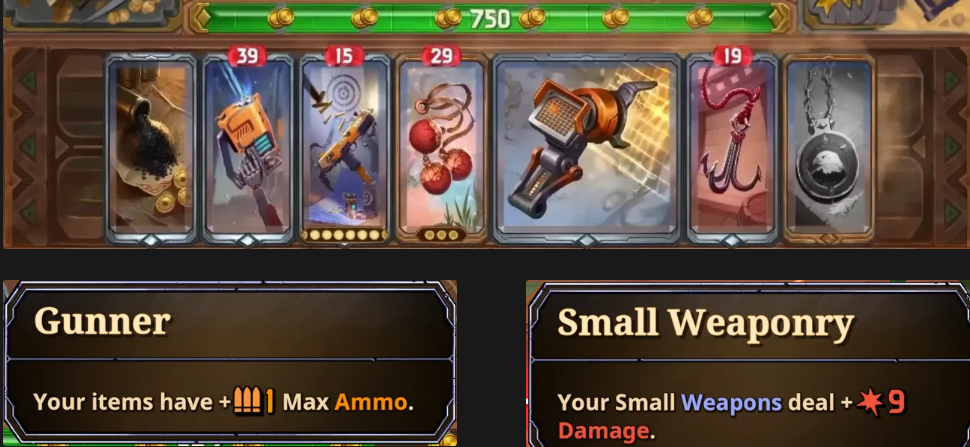 750
39
15
29
19
Gunner
Small Weaponry
Your items have +1 Max Ammo.
Your Small Weapons deal +9
Damage.